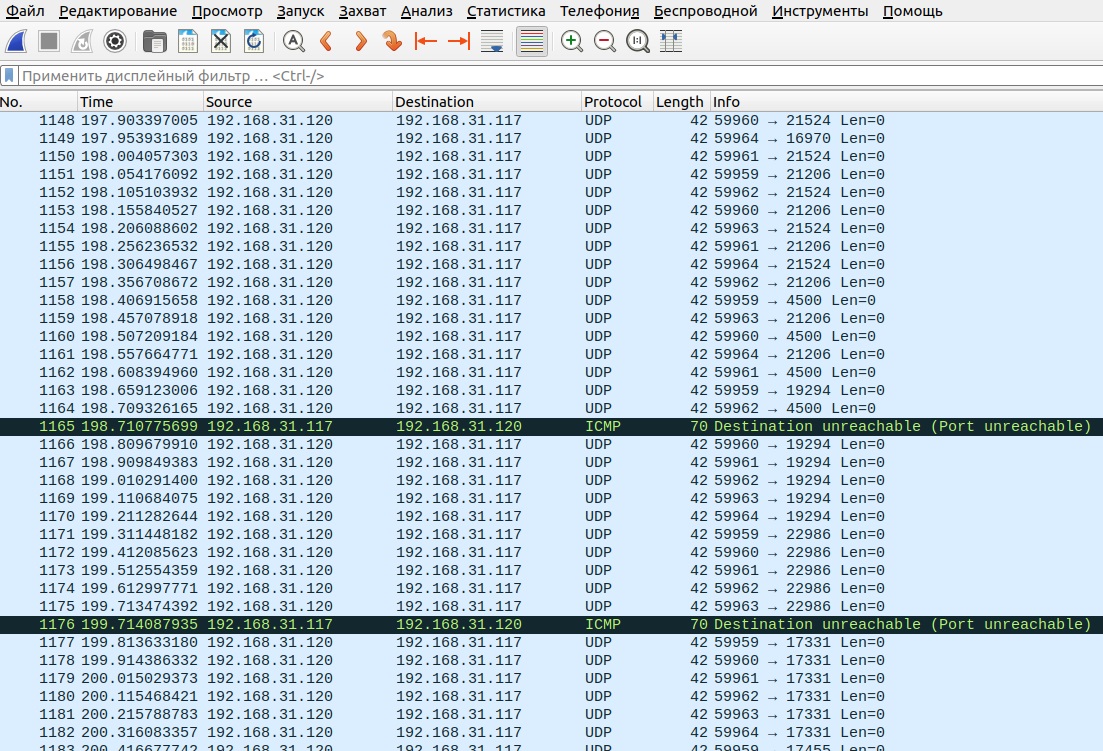 Файл Редактирование Просмотр Запуск Захват Анализ Статистика Телефония Беспроводной Инструменты Помощь
Применить дисплейный фильтр … <Ctrl-/>
No. Time Source Destination Protocol Length Info
1148 197.903397005 192.168.31.120 192.168.31.117 UDP 42 59960 → 21524 Len=0
1149 197.953931689 192.168.31.120 192.168.31.117 UDP 42 59964 → 16970 Len=0
1150 198.004057303 192.168.31.120 192.168.31.117 UDP 42 59961 → 21524 Len=0
1151 198.054176092 192.168.31.120 192.168.31.117 UDP 42 59959 → 21206 Len=0
1152 198.105103932 192.168.31.120 192.168.31.117 UDP 42 59962 → 21524 Len=0
1153 198.155840527 192.168.31.120 192.168.31.117 UDP 42 59960 → 21206 Len=0
1154 198.206088602 192.168.31.120 192.168.31.117 UDP 42 59963 → 21524 Len=0
1155 198.256236532 192.168.31.120 192.168.31.117 UDP 42 59961 → 21206 Len=0
1156 198.306498467 192.168.31.120 192.168.31.117 UDP 42 59964 → 21524 Len=0
1157 198.356708672 192.168.31.120 192.168.31.117 UDP 42 59962 → 21206 Len=0
1158 198.406915658 192.168.31.120 192.168.31.117 UDP 42 59959 → 4500 Len=0
1159 198.457078918 192.168.31.120 192.168.31.117 UDP 42 59963 → 21206 Len=0
1160 198.507209184 192.168.31.120 192.168.31.117 UDP 42 59960 → 4500 Len=0
1161 198.557664771 192.168.31.120 192.168.31.117 UDP 42 59964 → 21206 Len=0
1162 198.608394960 192.168.31.120 192.168.31.117 UDP 42 59961 → 4500 Len=0
1163 198.659123006 192.168.31.120 192.168.31.117 UDP 42 59959 → 19294 Len=0
1164 198.709326165 192.168.31.120 192.168.31.117 UDP 42 59962 → 4500 Len=0
1165 198.710775699 192.168.31.117 192.168.31.120 ICMP 70 Destination unreachable (Port unreachable)
1166 198.809679910 192.168.31.120 192.168.31.117 UDP 42 59960 → 19294 Len=0
1167 198.909849383 192.168.31.120 192.168.31.117 UDP 42 59961 → 19294 Len=0
1168 199.010291400 192.168.31.120 192.168.31.117 UDP 42 59962 → 19294 Len=0
1169 199.110684075 192.168.31.120 192.168.31.117 UDP 42 59963 → 19294 Len=0
1170 199.211282644 192.168.31.120 192.168.31.117 UDP 42 59964 → 19294 Len=0
1171 199.311448182 192.168.31.120 192.168.31.117 UDP 42 59959 → 22986 Len=0
1172 199.412085623 192.168.31.120 192.168.31.117 UDP 42 59960 → 22986 Len=0
1173 199.512554359 192.168.31.120 192.168.31.117 UDP 42 59961 → 22986 Len=0
1174 199.612997771 192.168.31.120 192.168.31.117 UDP 42 59962 → 22986 Len=0
1175 199.713474392 192.168.31.120 192.168.31.117 UDP 42 59963 → 22986 Len=0
1176 199.714087935 192.168.31.117 192.168.31.120 ICMP 70 Destination unreachable (Port unreachable)
1177 199.813633180 192.168.31.120 192.168.31.117 UDP 42 59959 → 17331 Len=0
1178 199.914386332 192.168.31.120 192.168.31.117 UDP 42 59960 → 17331 Len=0
1179 200.015029373 192.168.31.120 192.168.31.117 UDP 42 59961 → 17331 Len=0
1180 200.115468421 192.168.31.120 192.168.31.117 UDP 42 59962 → 17331 Len=0
1181 200.215788783 192.168.31.120 192.168.31.117 UDP 42 59963 → 17331 Len=0
1182 200.316083357 192.168.31.120 192.168.31.117 UDP 42 59964 → 17331 Len=0
1183 200.416677742 192.168.31.120 192.168.31.117 UDP 42 59959 → 17455 Len=0